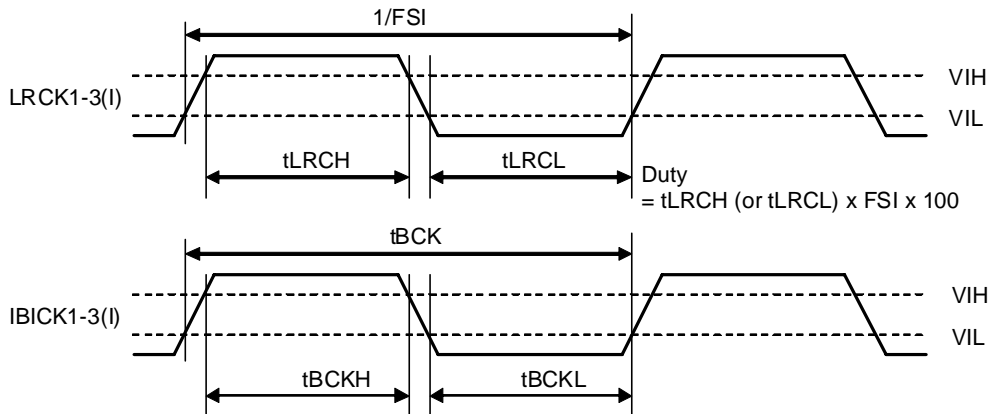 1/FSI
VIH
LRCK1-3(I)
VIL
tLRCH
tLRCL
Duty
= tLRCH (or tLRCL) x FSI x 100
tBCK
VIH
IBICK1-3(I)
VIL
tBCKH
tBCKL